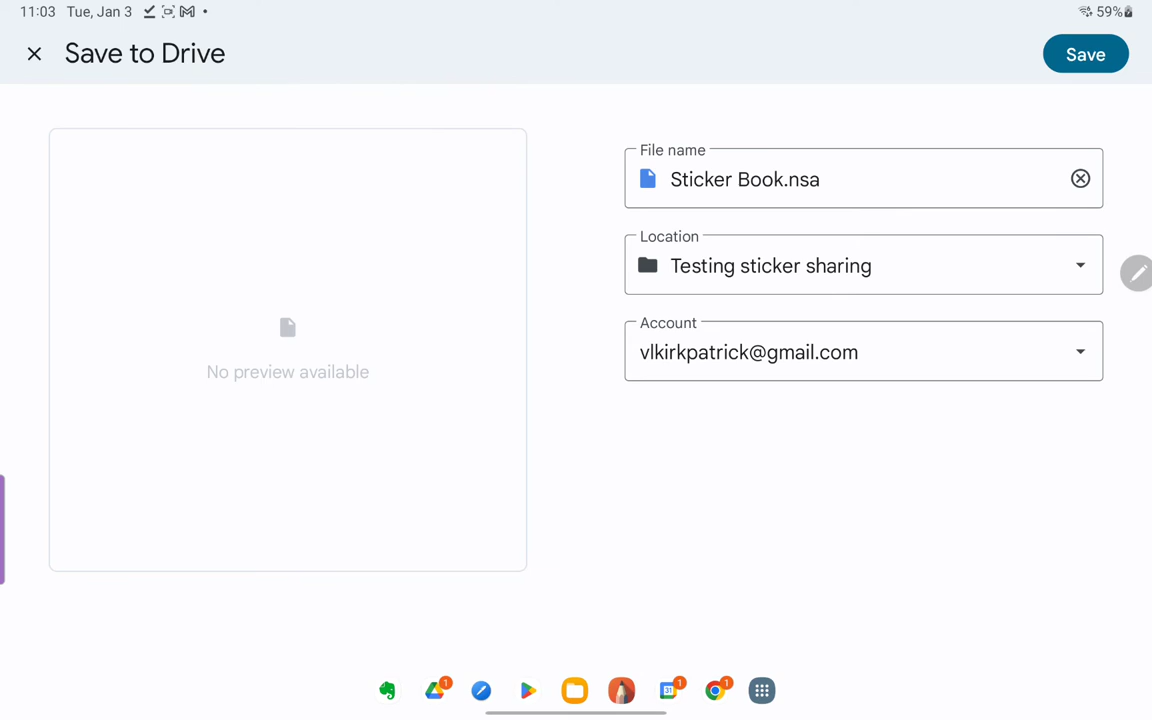 11:03 Tue, Jan 3
59%
Save to Drive
Save
File name
Sticker Book.nsa
Location
Testing sticker sharing
No preview available
Account
vlkirkpatrick@gmail.com
1
31
1
1